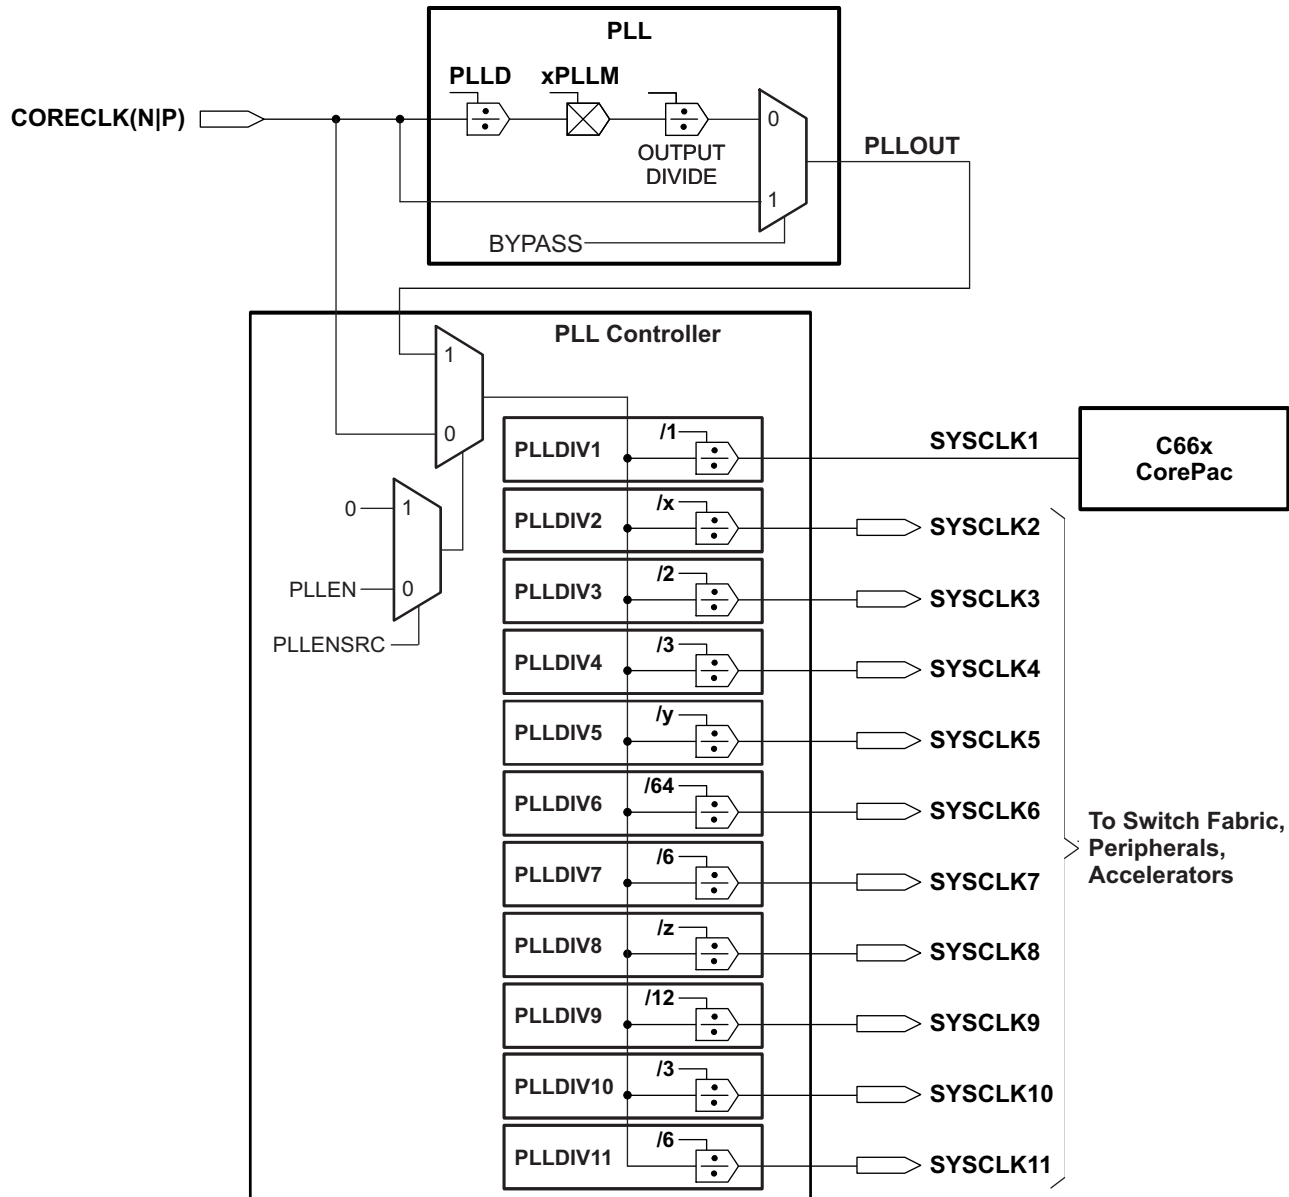 PLL
PLLD
xPLLM
CORECLK(N|P)
0
PLLOUT
OUTPUT
DIVIDE
1
BYPASS
PLL Controller
1
0
PLLDIV1
/1
SYSCLK1
C66x
CorePac
0
1
PLLEN
0
PLLENSRC
PLLDIV2
/x
SYSCLK2
PLLDIV3
/2
SYSCLK3
PLLDIV4
/3
SYSCLK4
PLLDIV5
/y
SYSCLK5
PLLDIV6
/64
SYSCLK6
To Switch Fabric,
Peripherals,
Accelerators
PLLDIV7
/6
SYSCLK7
PLLDIV8
/z
SYSCLK8
PLLDIV9
/12
SYSCLK9
PLLDIV10
/3
SYSCLK10
PLLDIV11
/6
SYSCLK11